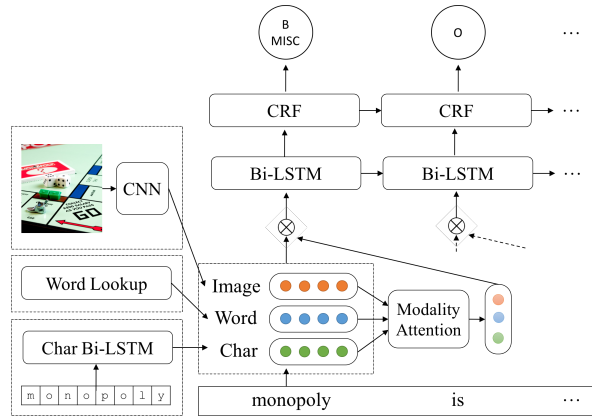 B
MISC
O
...
CRF
CRF
...
Bi-LSTM
Bi-LSTM
...
CNN
GO
Word Lookup
Char Bi-LSTM
m o n o p o l y
Image
Word
Char
Modality
Attention
monopoly
is
...